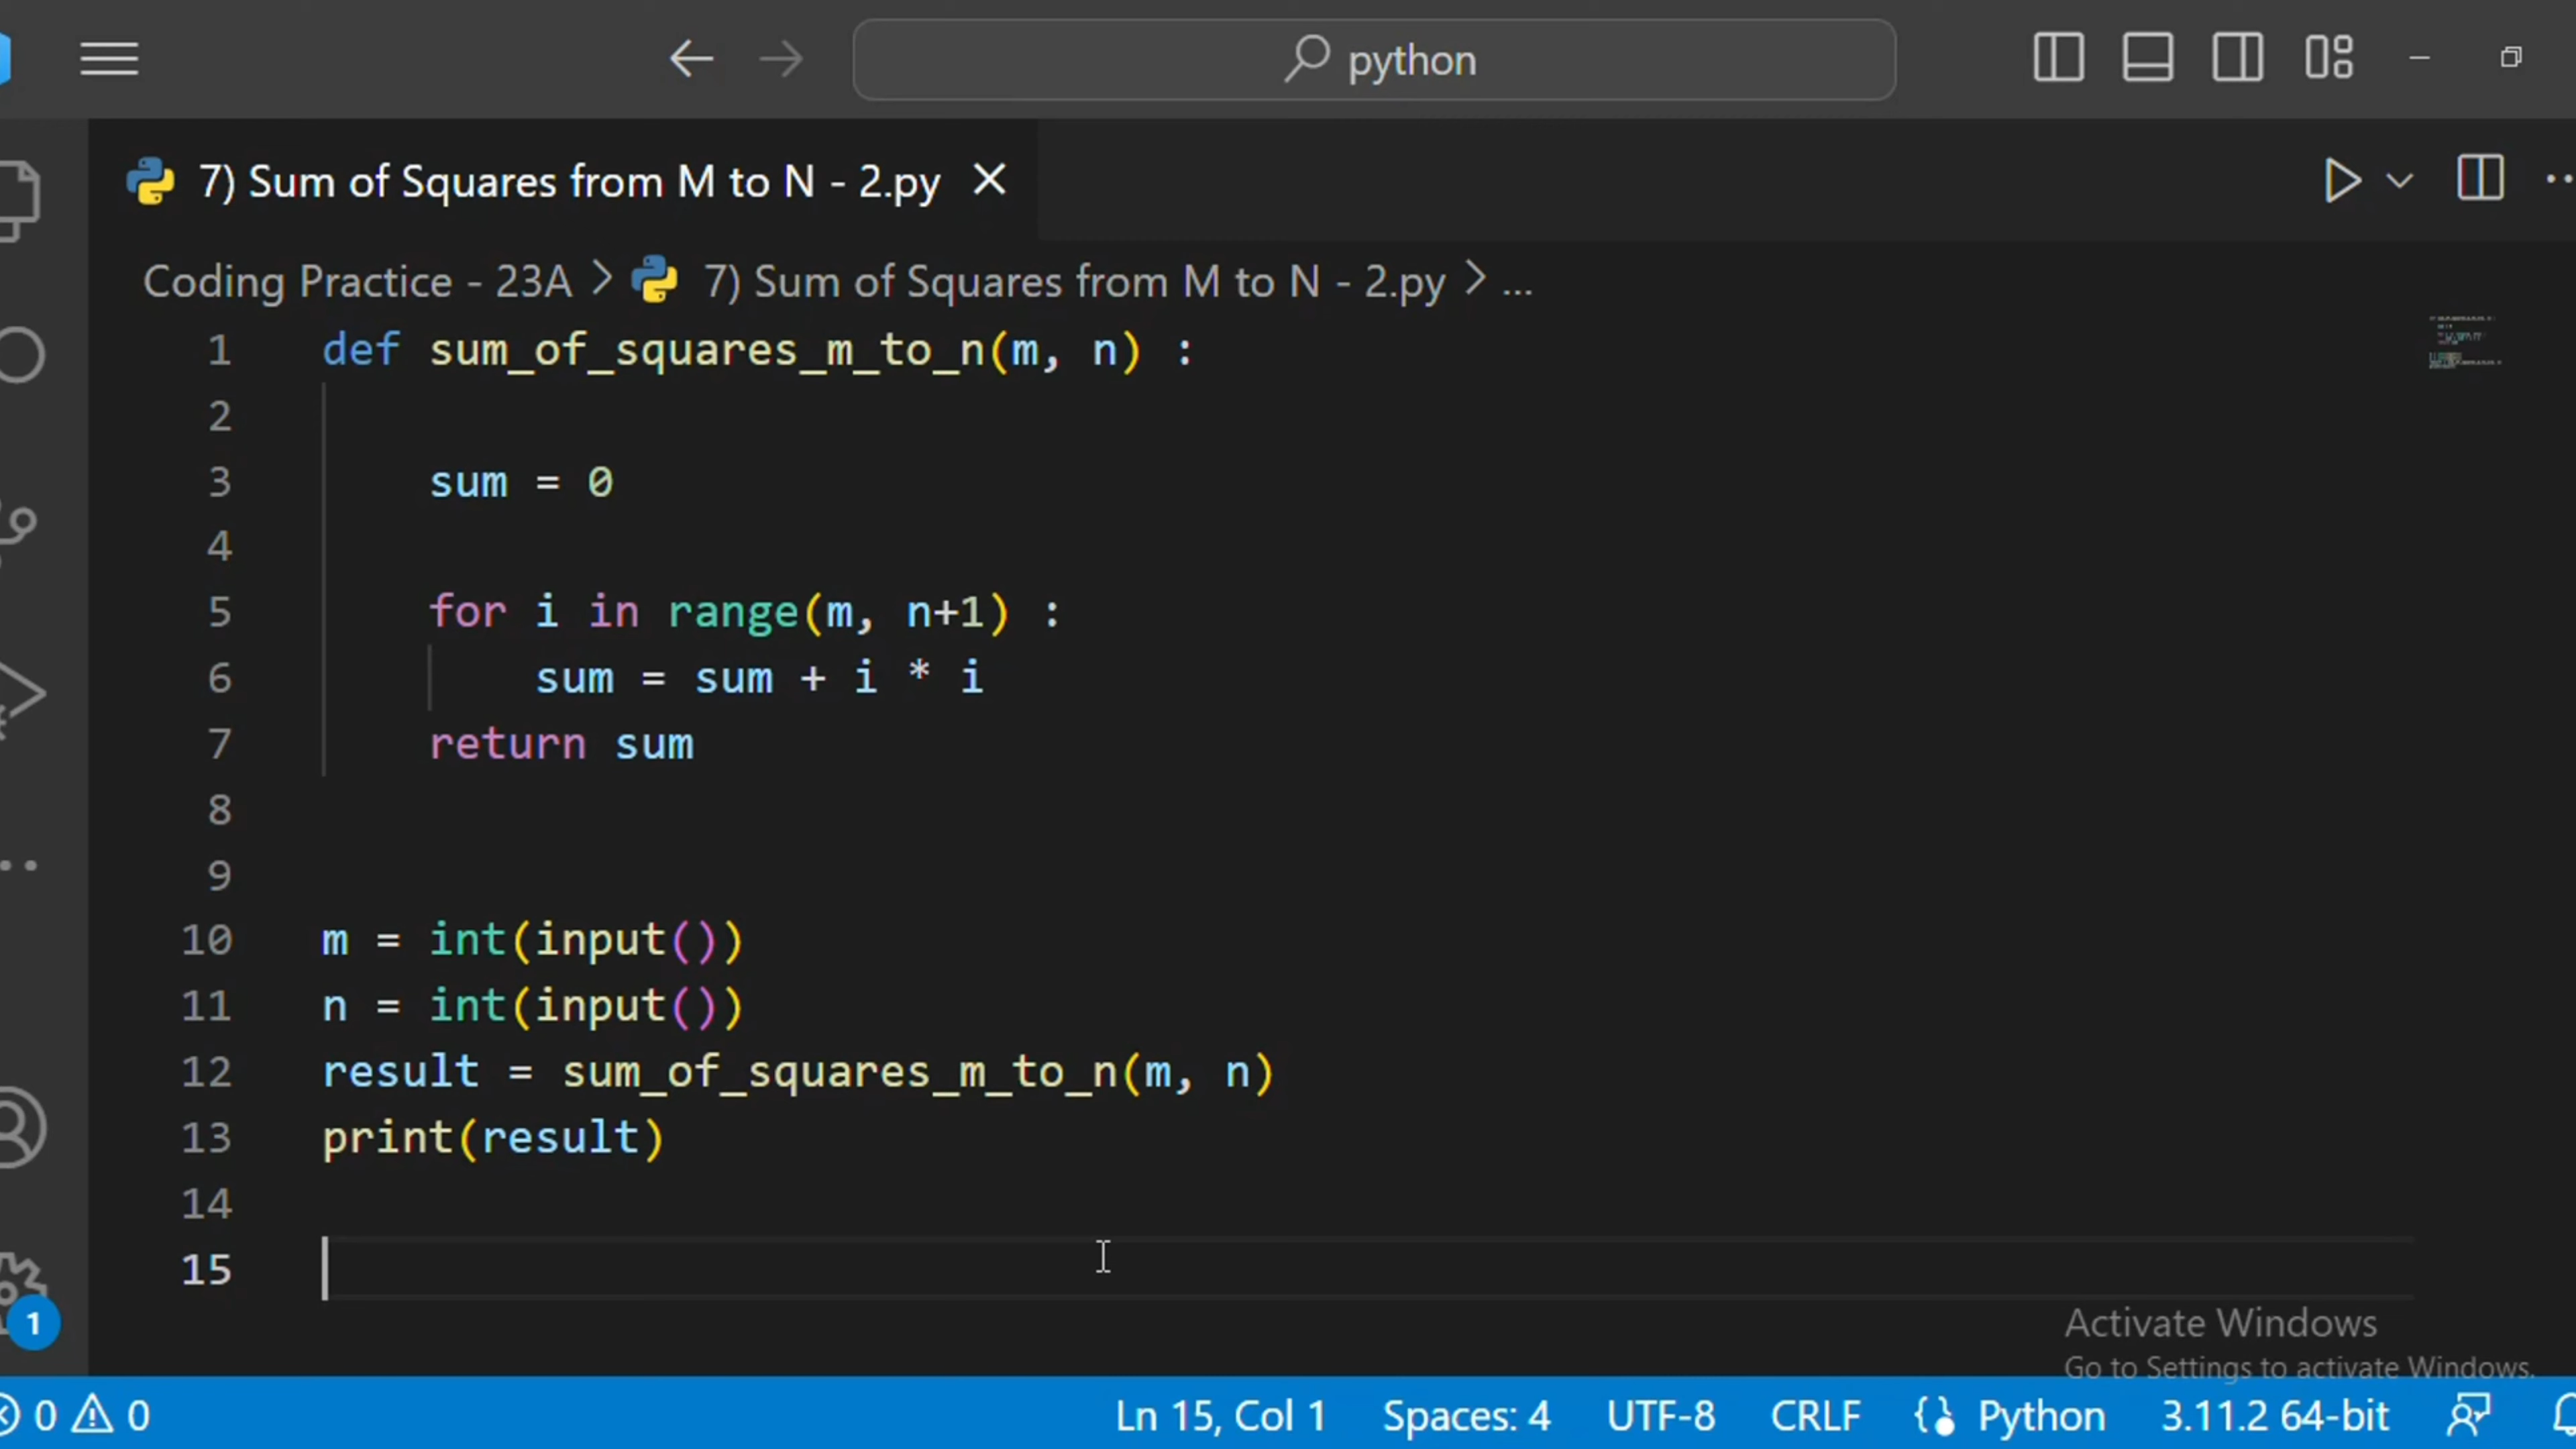 python
7) Sum of Squares from M to N - 2.py
Coding Practice - 23A > 7) Sum of Squares from M to N - 2.py > ...
1 def sum_of_squares_m_to_n(m, n) :
2
3     sum = 0
4
5     for i in range(m, n+1) :
6         sum = sum + i * i
7     return sum
8
9
10 m = int(input())
11 n = int(input())
12 result = sum_of_squares_m_to_n(m, n)
13 print(result)
14
15
1
Activate Windows
Go to Settings to activate Windows.
0 0 Ln 15, Col 1 Spaces: 4 UTF-8 CRLF {} Python 3.11.2 64-bit